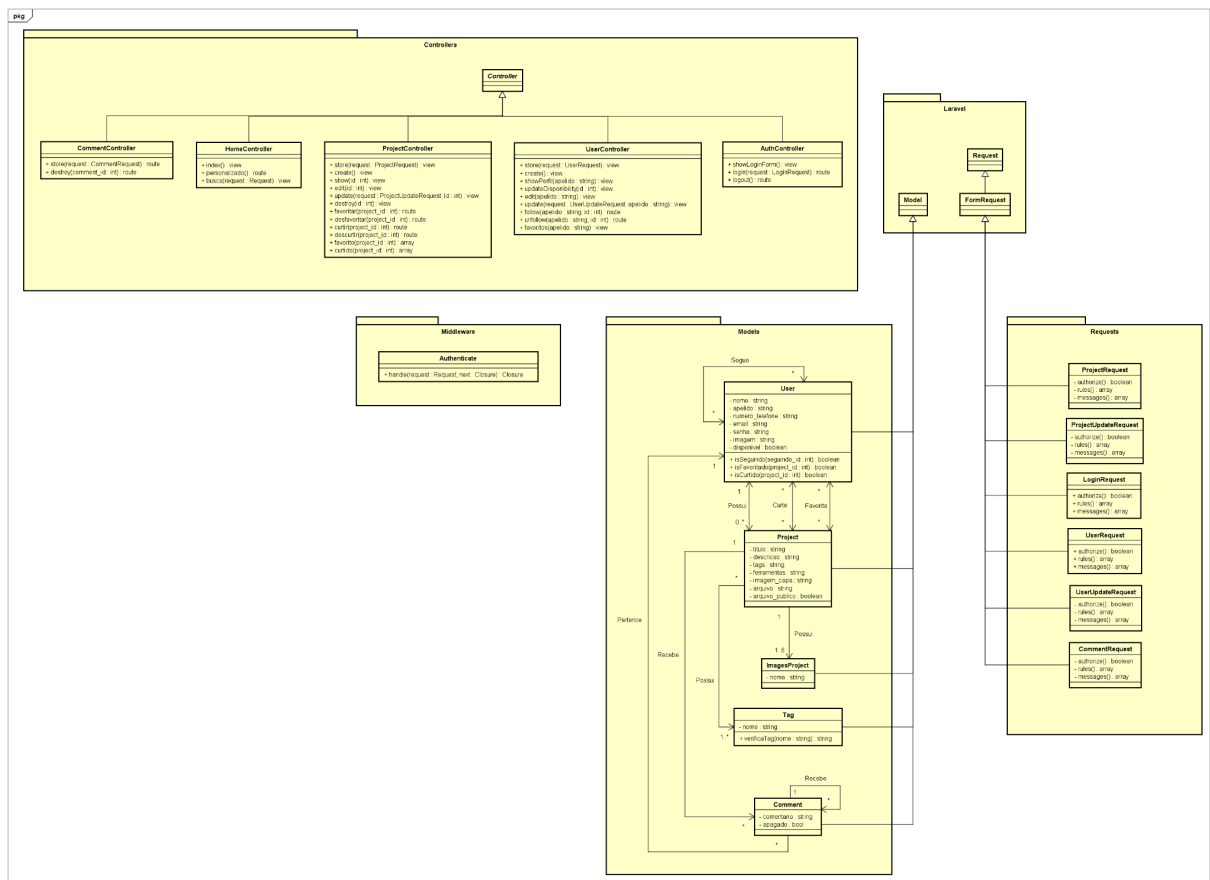 pkg
Controllers
Controller
CommentController
+ store(request : CommentRequest) : route
+ destroy(comment_id : int) : route
HomeController
+ index() : view
+ personalizado() : route
+ busca(request : Request) : view
ProjectController
+ store(request : ProjectRequest) : view
+ create() : view
+ show(id : int) : view
+ edit(id : int) : view
+ update(request : ProjectUpdateRequest, id : int) : view
+ destroy(id : int) : view
+ favoritar(project_id : int) : route
+ desfavoritar(project_id : int) : route
+ curtir(project_id : int) : route
+ descurtir(project_id : int) : route
+ favorito(project_id : int) : array
+ curtido(project_id : int) : array
UserController
+ store(request : UserRequest) : view
+ create() : view
+ showPerfil(apelido : string) : view
+ updateDisponibility(id : int) : view
+ edit(apelido : string) : view
+ update(request : UserUpdateRequest, apelido : string) : view
+ follow(apelido : string, id : int) : route
+ unfollow(apelido : string, id : int) : route
+ favoritos(apelido : string) : view
AuthController
+ showLoginForm() : view
+ login(request : LoginRequest) : route
+ logout() : route
Laravel
Request
Model
FormRequest
Middleware
Authenticate
+ handle(request : Request, next : Closure) : Closure
Models
Segue
*
*
User
- nome : string
- apelido : string
- numero_telefone : string
- email : string
- senha : string
- imagem : string
- disponivel : boolean
+ isSeguindo(seguindo_id : int) : boolean
+ isFavoritado(project_id : int) : boolean
+ isCurtido(project_id : int) : boolean
1
1
*
*
Possui
Curte
Favorita
0..*
*
*
Project
- titulo : string
- descricao : string
- tags : string
- ferramentas : string
- imagem_capa : string
- arquivo : string
- arquivo_publico : boolean
1
*
1
Possui
1..6
Pertence
Recebe
Possui
ImagesProject
- nome : string
Tag
- nome : string
+ verificaTag(nome : string) : string
1..*
Recebe
1
*
Comment
- comentario : string
- apagado : bool
*
*
Requests
ProjectRequest
- authorize() : boolean
- rules() : array
- messages() : array
ProjectUpdateRequest
- authorize() : boolean
- rules() : array
- messages() : array
LoginRequest
+ authorize() : boolean
+ rules() : array
+ messages() : array
UserRequest
+ authorize() : boolean
+ rules() : array
+ messages() : array
UserUpdateRequest
- authorize() : boolean
- rules() : array
- messages() : array
CommentRequest
- authorize() : boolean
- rules() : array
- messages() : array